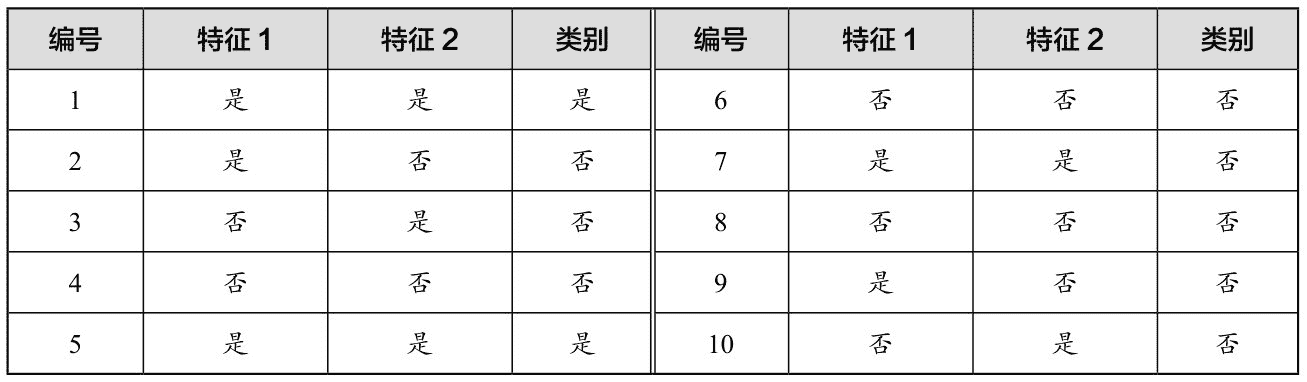 编号 特征 1 特征 2 类别 编号 特征 1 特征 2 类别
1 是 是 是 6 否 否 否
2 是 否 否 7 是 是 否
3 否 是 否 8 否 否 否
4 否 否 否 9 是 否 否
5 是 是 是 10 否 是 否